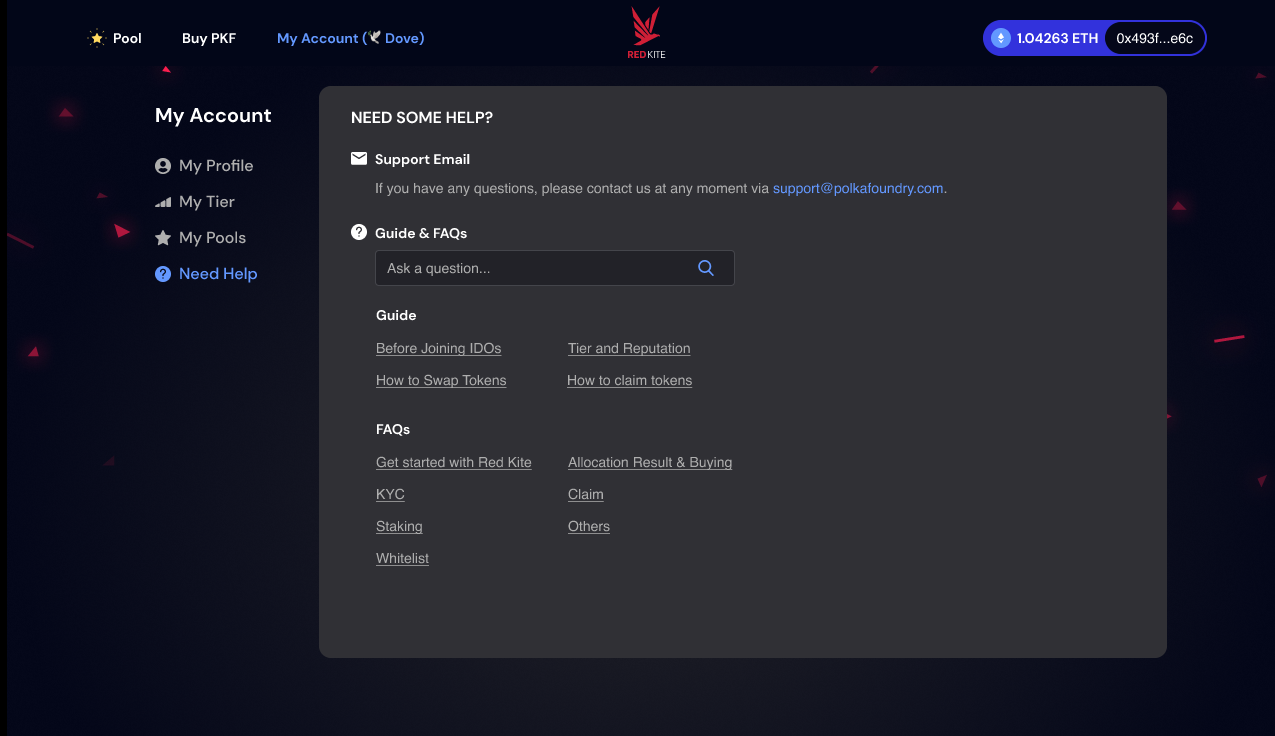 Pool
Buy PKF
My Account (🕊 Dove)
REDKITE
1.04263 ETH
0x493f...e6c
My Account
My Profile
My Tier
My Pools
Need Help
NEED SOME HELP?
Support Email
If you have any questions, please contact us at any moment via support@polkafoundry.com.
Guide & FAQs
Ask a question...
Guide
Before Joining IDOs
Tier and Reputation
How to Swap Tokens
How to claim tokens
FAQs
Get started with Red Kite
Allocation Result & Buying
KYC
Claim
Staking
Others
Whitelist